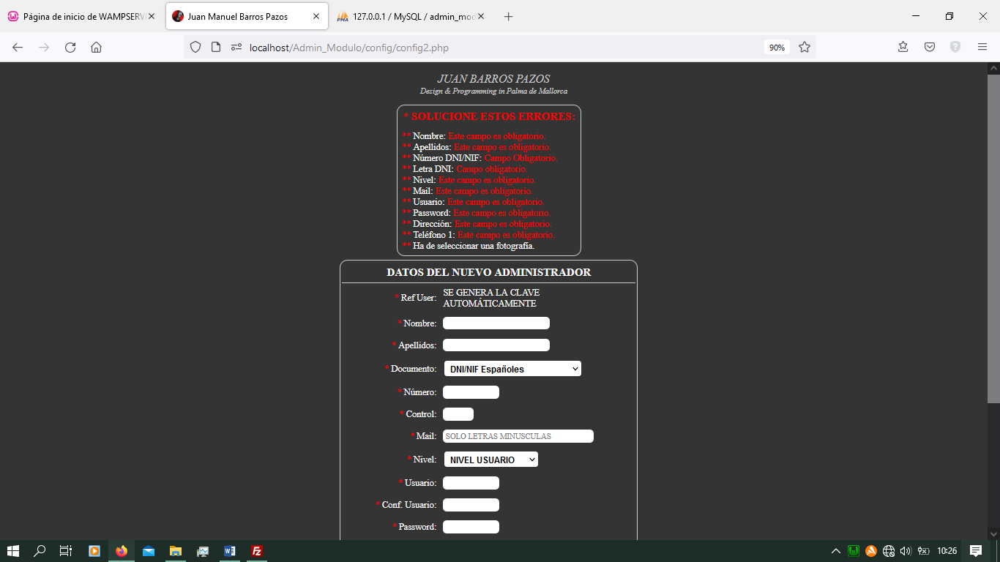 Página de inicio de WAMPSERV
Juan Manuel Barros Pazos
127.0.0.1 / MySQL / admin_mod
localhost/Admin_Modulo/config/config2.php
90%
JUAN BARROS PAZOS
Design & Programming in Palma de Mallorca
* SOLUCIONE ESTOS ERRORES:
** Nombre: Este campo es obligatorio.
** Apellidos: Este campo es obligatorio.
** Número DNI/NIF: Campo Obligatorio.
** Letra DNI: Campo obligatorio.
** Nivel: Este campo es obligatorio.
** Mail: Este campo es obligatorio.
** Usuario: Este campo es obligatorio.
** Password: Este campo es obligatorio.
** Dirección: Este campo es obligatorio.
** Teléfono 1: Este campo es obligatorio.
** Ha de seleccionar una fotografía.
DATOS DEL NUEVO ADMINISTRADOR
* Ref User: SE GENERA LA CLAVE
AUTOMÁTICAMENTE
* Nombre:
* Apellidos:
* Documento: DNI/NIF Españoles
* Número:
* Control:
* Mail: SOLO LETRAS MINUSCULAS
* Nivel: NIVEL USUARIO
* Usuario:
* Conf. Usuario:
* Password:
10:26